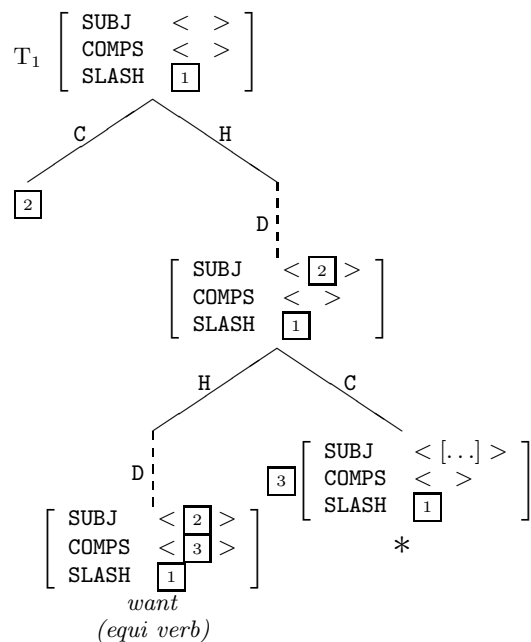 T₁
SUBJ < >
COMPS < >
SLASH 1
C H
2
D
SUBJ < 2 >
COMPS < >
SLASH 1
H C
D
3
SUBJ < [...] >
COMPS < >
SLASH 1
*
SUBJ < 2 >
COMPS < 3 >
SLASH 1
want
(equi verb)